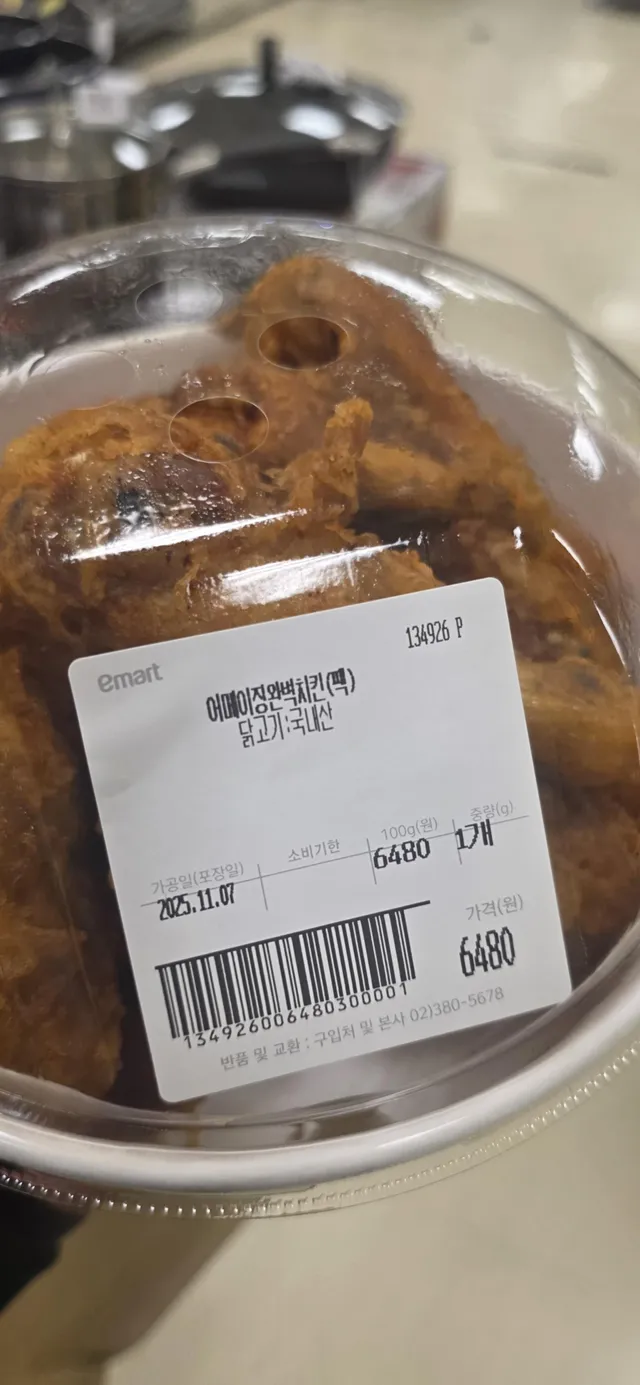 emart
134926 P
어메이징완벽치킨(팩)
닭고기:국내산
가공일(포장일)
소비기한
100g(원)
중량(g)
2025.11.07
6480
1개
가격(원)
6480
134926006480300001
반품 및 교환 : 구입처 및 본사 02)380-5678